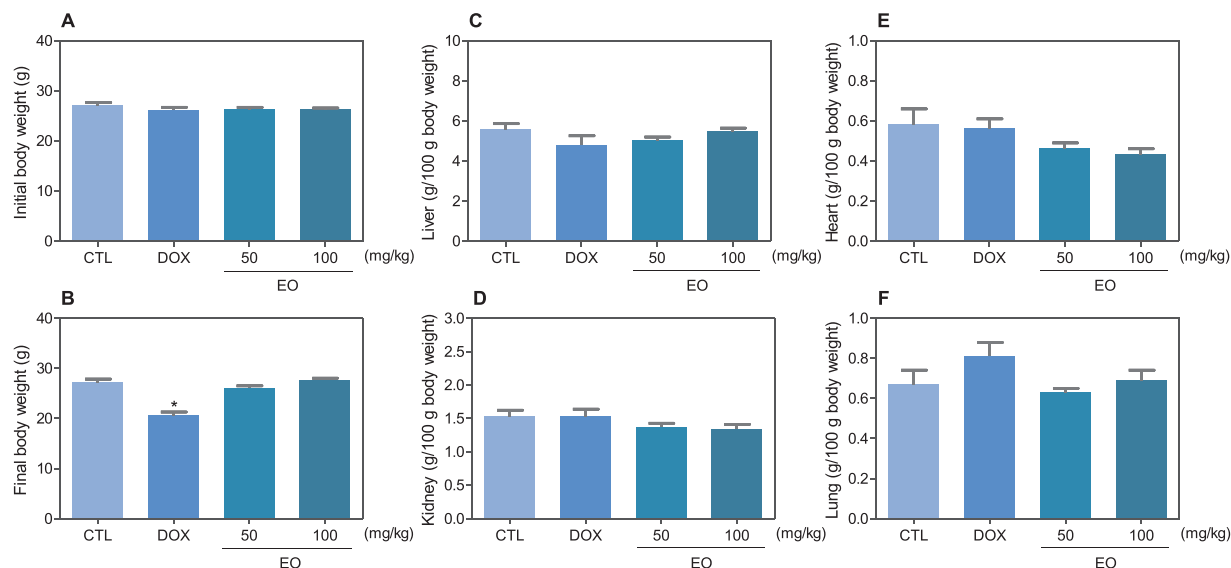 A
Initial body weight (g)
40
30
20
10
0
CTL DOX 50 100 (mg/kg)
EO
C
Liver (g/100 g body weight)
10
8
6
4
2
0
CTL DOX 50 100 (mg/kg)
EO
E
Heart (g/100 g body weight)
1.0
0.8
0.6
0.4
0.2
0.0
CTL DOX 50 100 (mg/kg)
EO
B
Final body weight (g)
40
30
20
10
0
*
CTL DOX 50 100 (mg/kg)
EO
D
Kidney (g/100 g body weight)
3.0
2.5
2.0
1.5
1.0
0.5
0.0
CTL DOX 50 100 (mg/kg)
EO
F
Lung (g/100 g body weight)
1.0
0.8
0.6
0.4
0.2
0.0
CTL DOX 50 100 (mg/kg)
EO